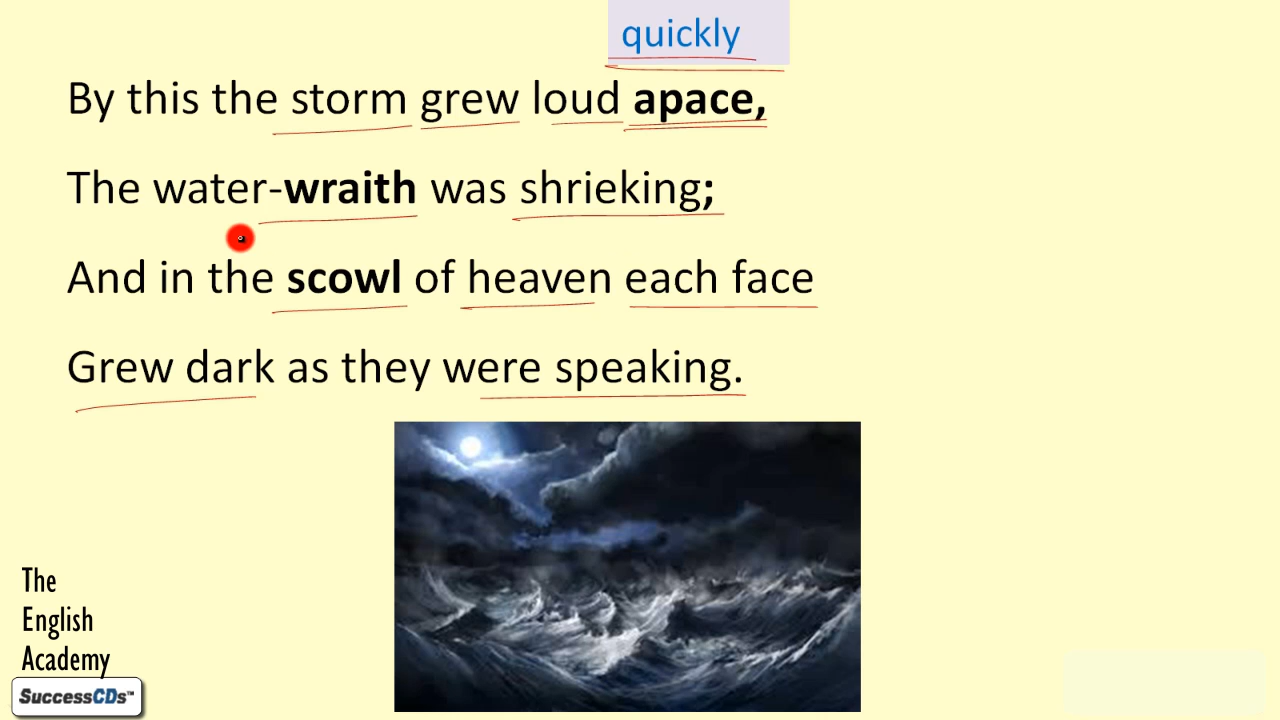 quickly
By this the storm grew loud apace,
The water-wraith was shrieking;
And in the scowl of heaven each face
Grew dark as they were speaking.
The
English
Academy
SuccessCDs™